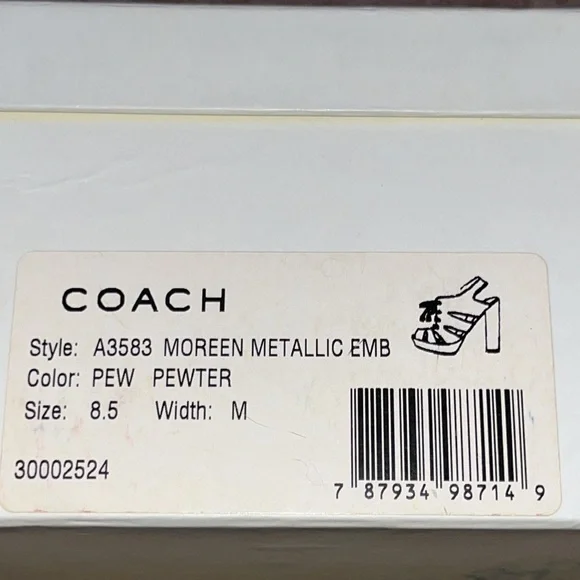 COACH
Style: A3583 MOREEN METALLIC EMB
Color: PEW PEWTER
Size: 8.5 Width: M
30002524
7 87934 98714 9